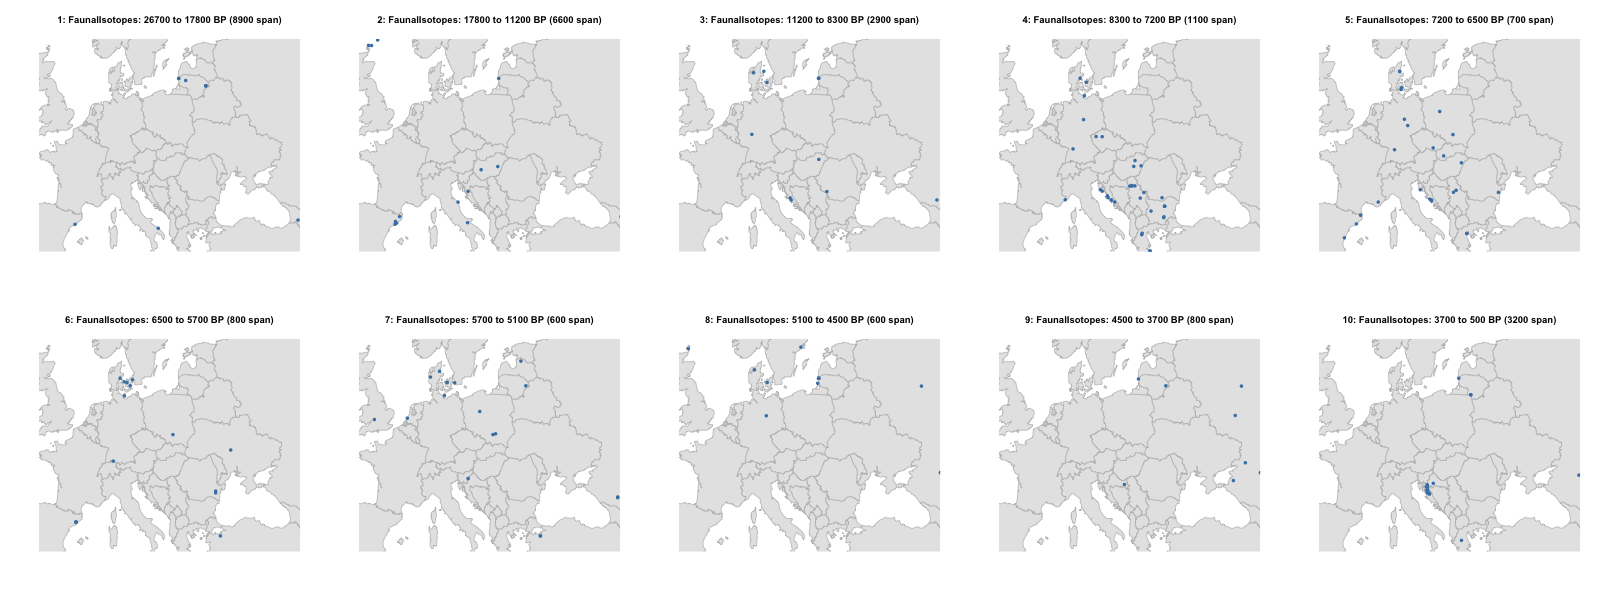 1: FaunalIsotopes: 26700 to 17800 BP (8900 span)
2: FaunalIsotopes: 17800 to 11200 BP (6600 span)
3: FaunalIsotopes: 11200 to 8300 BP (2900 span)
4: FaunalIsotopes: 8300 to 7200 BP (1100 span)
5: FaunalIsotopes: 7200 to 6500 BP (700 span)
6: FaunalIsotopes: 6500 to 5700 BP (800 span)
7: FaunalIsotopes: 5700 to 5100 BP (600 span)
8: FaunalIsotopes: 5100 to 4500 BP (600 span)
9: FaunalIsotopes: 4500 to 3700 BP (800 span)
10: FaunalIsotopes: 3700 to 500 BP (3200 span)